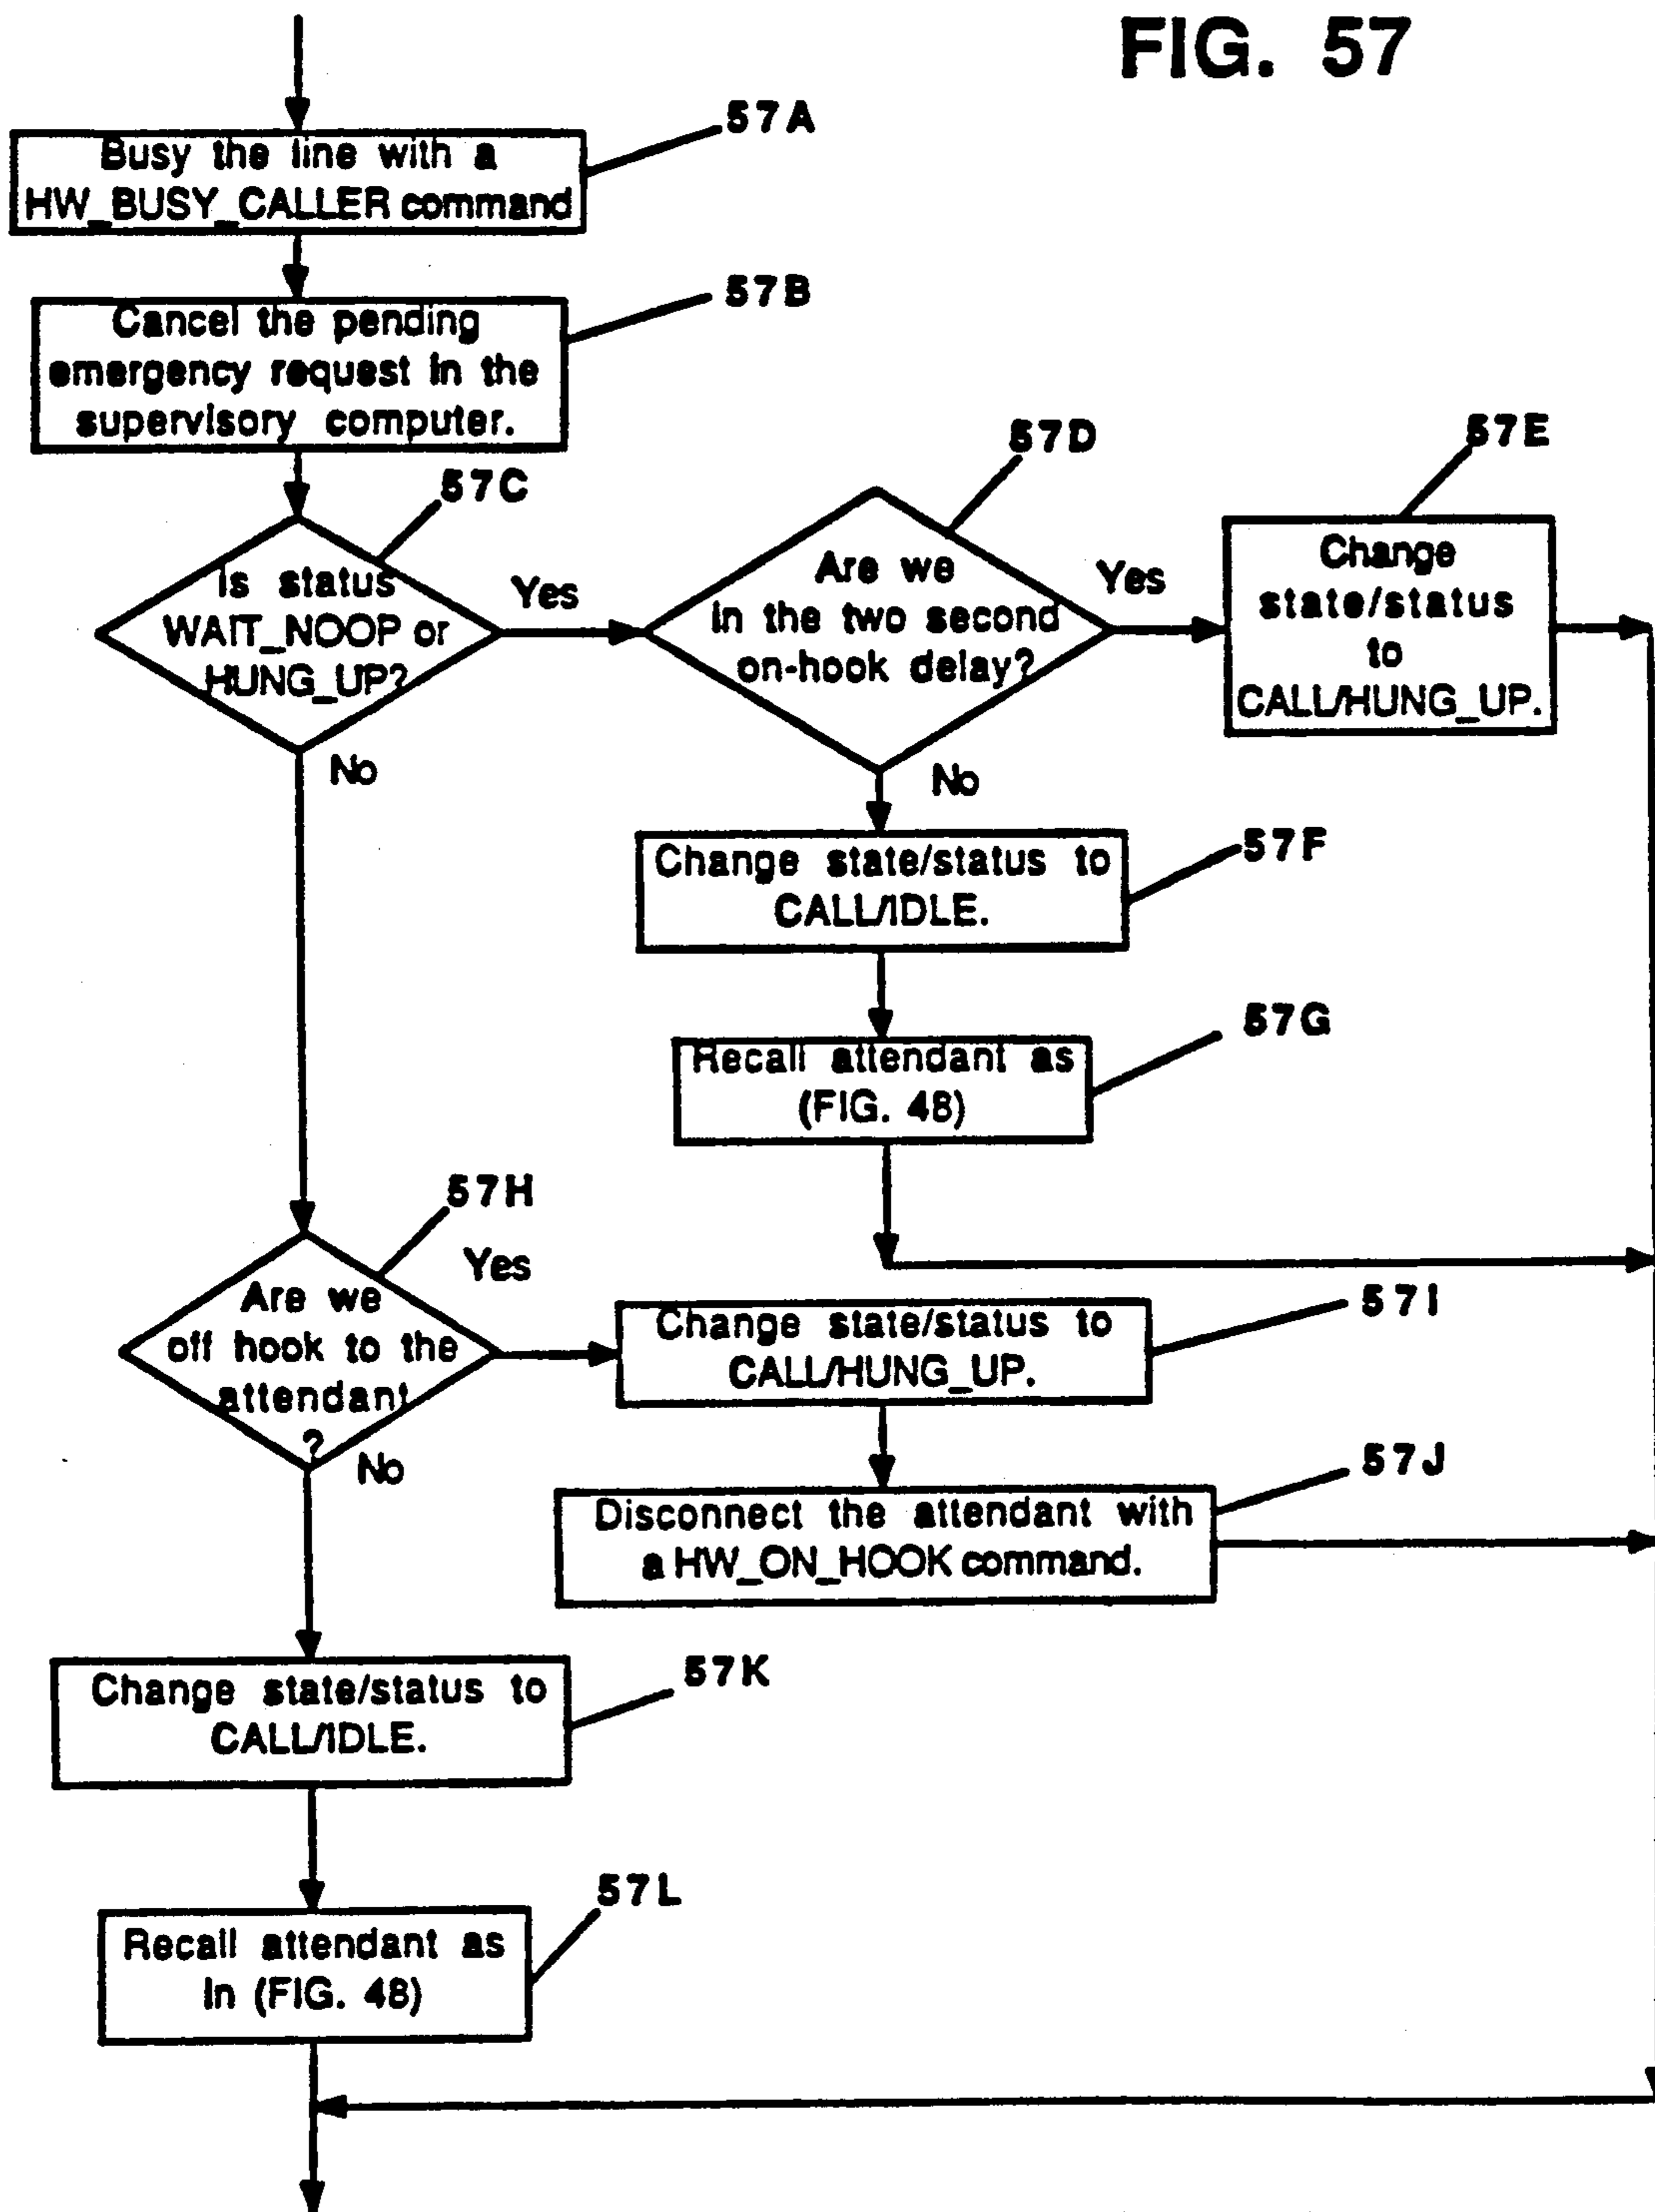 FIG. 57
57A
Busy the line with a
HW_BUSY_CALLER command
57B
Cancel the pending
emergency request in the
supervisory computer.
57C
Is status
WAIT_NOOP or
HUNG_UP?
Yes
No
57D
Are we
in the two second
on-hook delay?
Yes
No
57E
Change
state/status
to
CALL/HUNG_UP.
57F
Change state/status to
CALL/IDLE.
57G
Recall attendant as
(FIG. 48)
57H
Are we
off hook to the
attendant
?
Yes
No
57I
Change state/status to
CALL/HUNG_UP.
57J
Disconnect the attendant with
a HW_ON_HOOK command.
57K
Change state/status to
CALL/IDLE.
57L
Recall attendant as
in (FIG. 48)